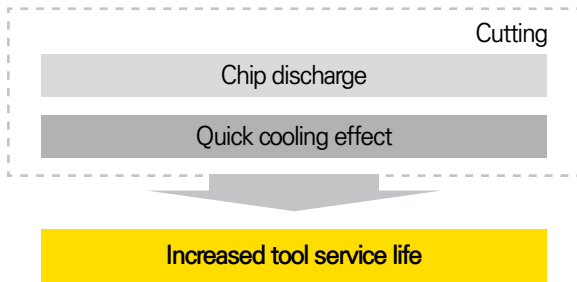 Cutting
Chip discharge
Quick cooling effect
Increased tool service life